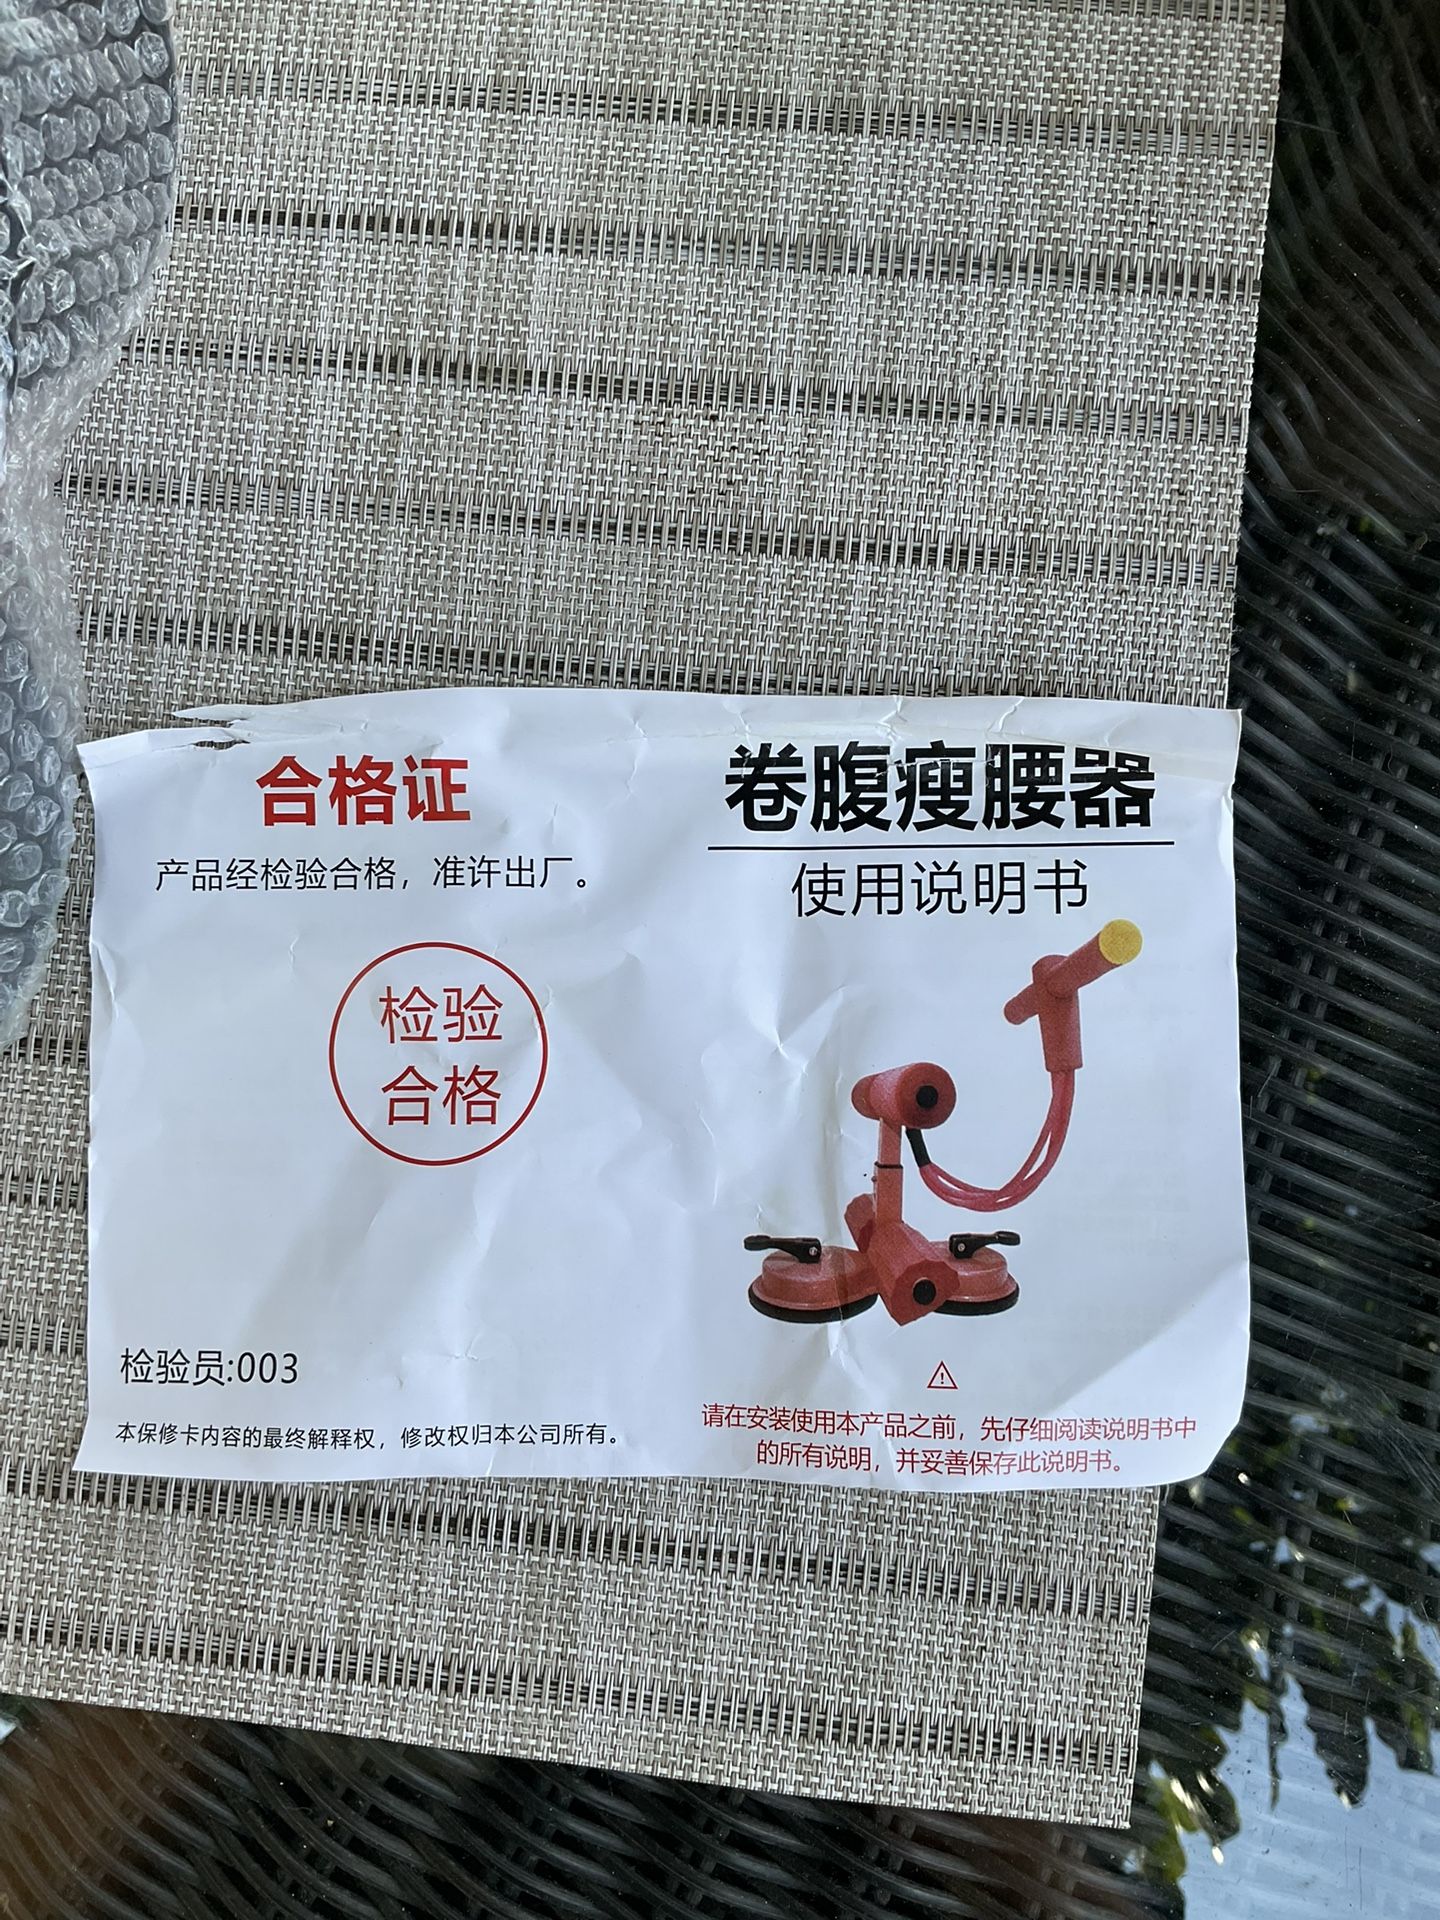 合格证
产品经检验合格，准许出厂。
检验
合格
检验员:003
本保修卡内容的最终解释权，修改权归本公司所有。
卷腹瘦腰器
使用说明书
请在安装使用本产品之前，先仔细阅读说明书中
的所有说明，并妥善保存此说明书。